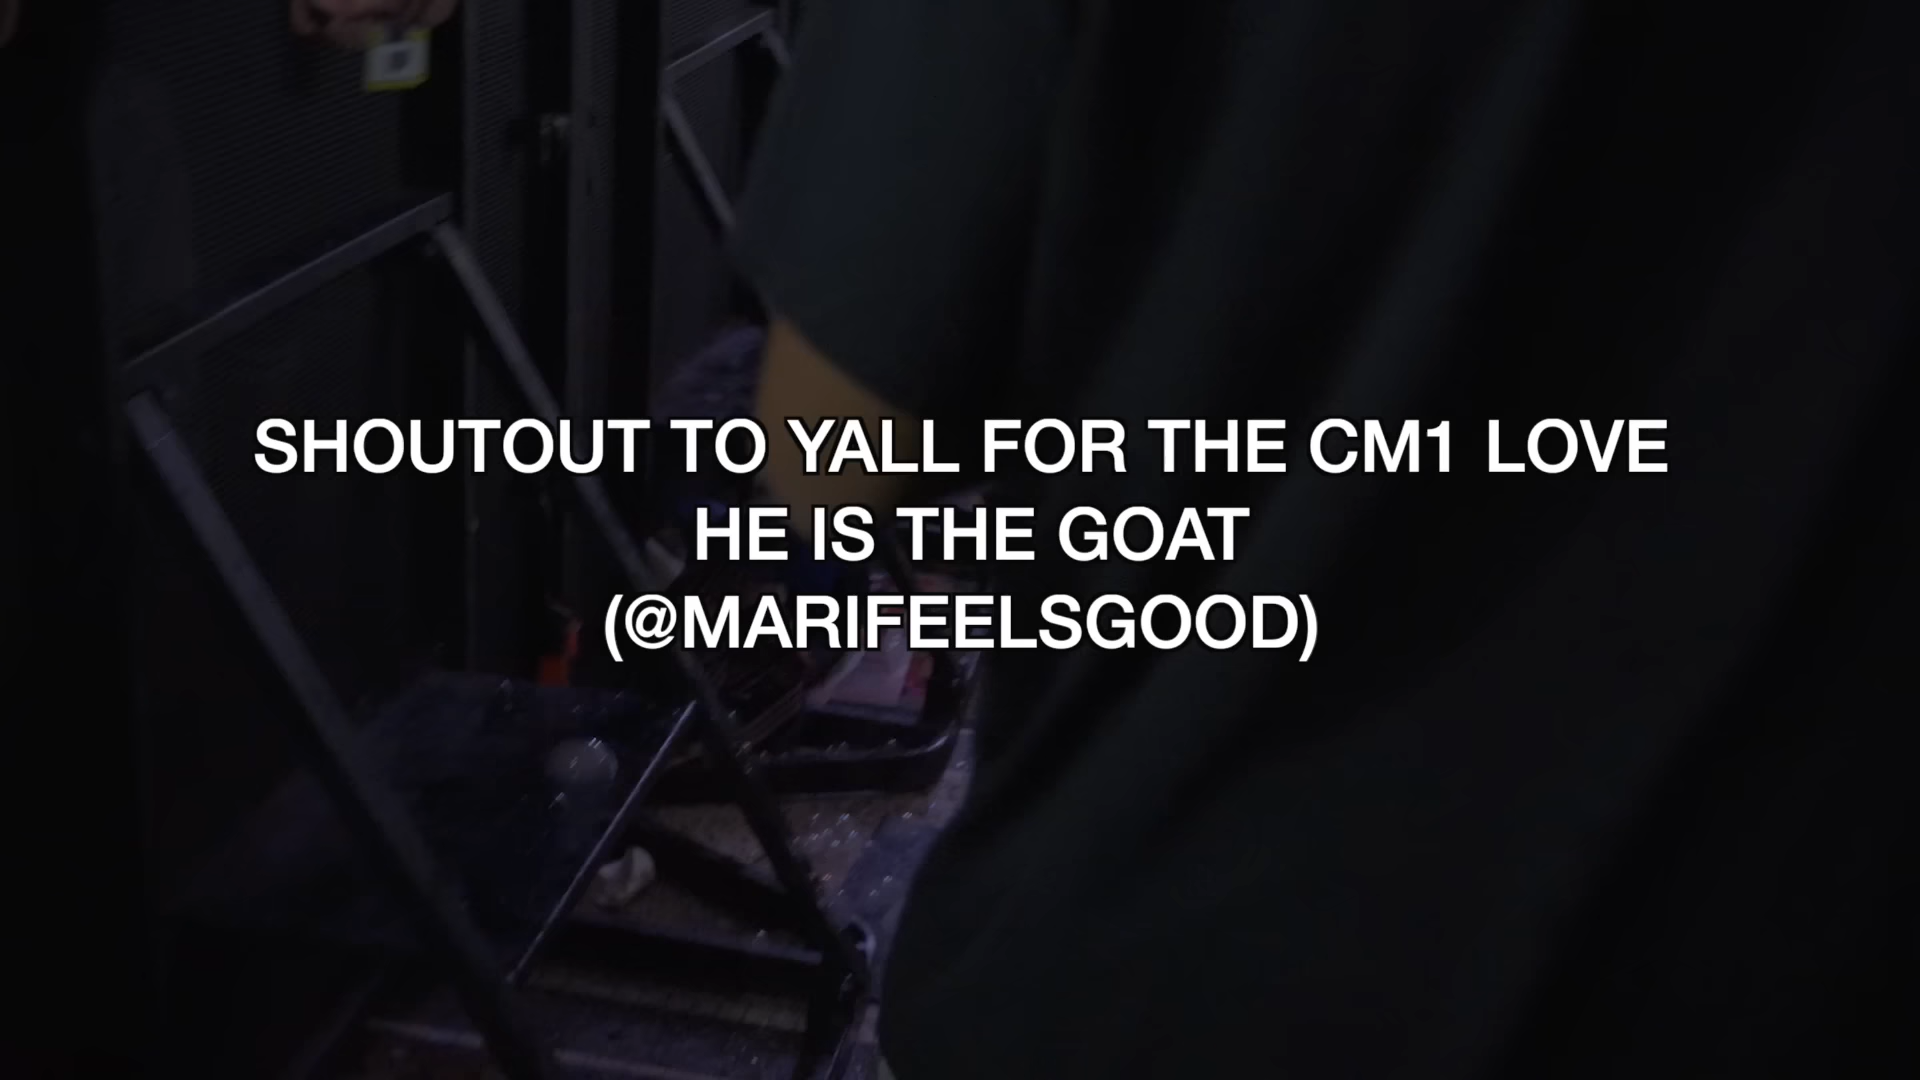 SHOUTOUT TO YALL FOR THE CM1 LOVE
HE IS THE GOAT
(@MARIFEELSGOOD)